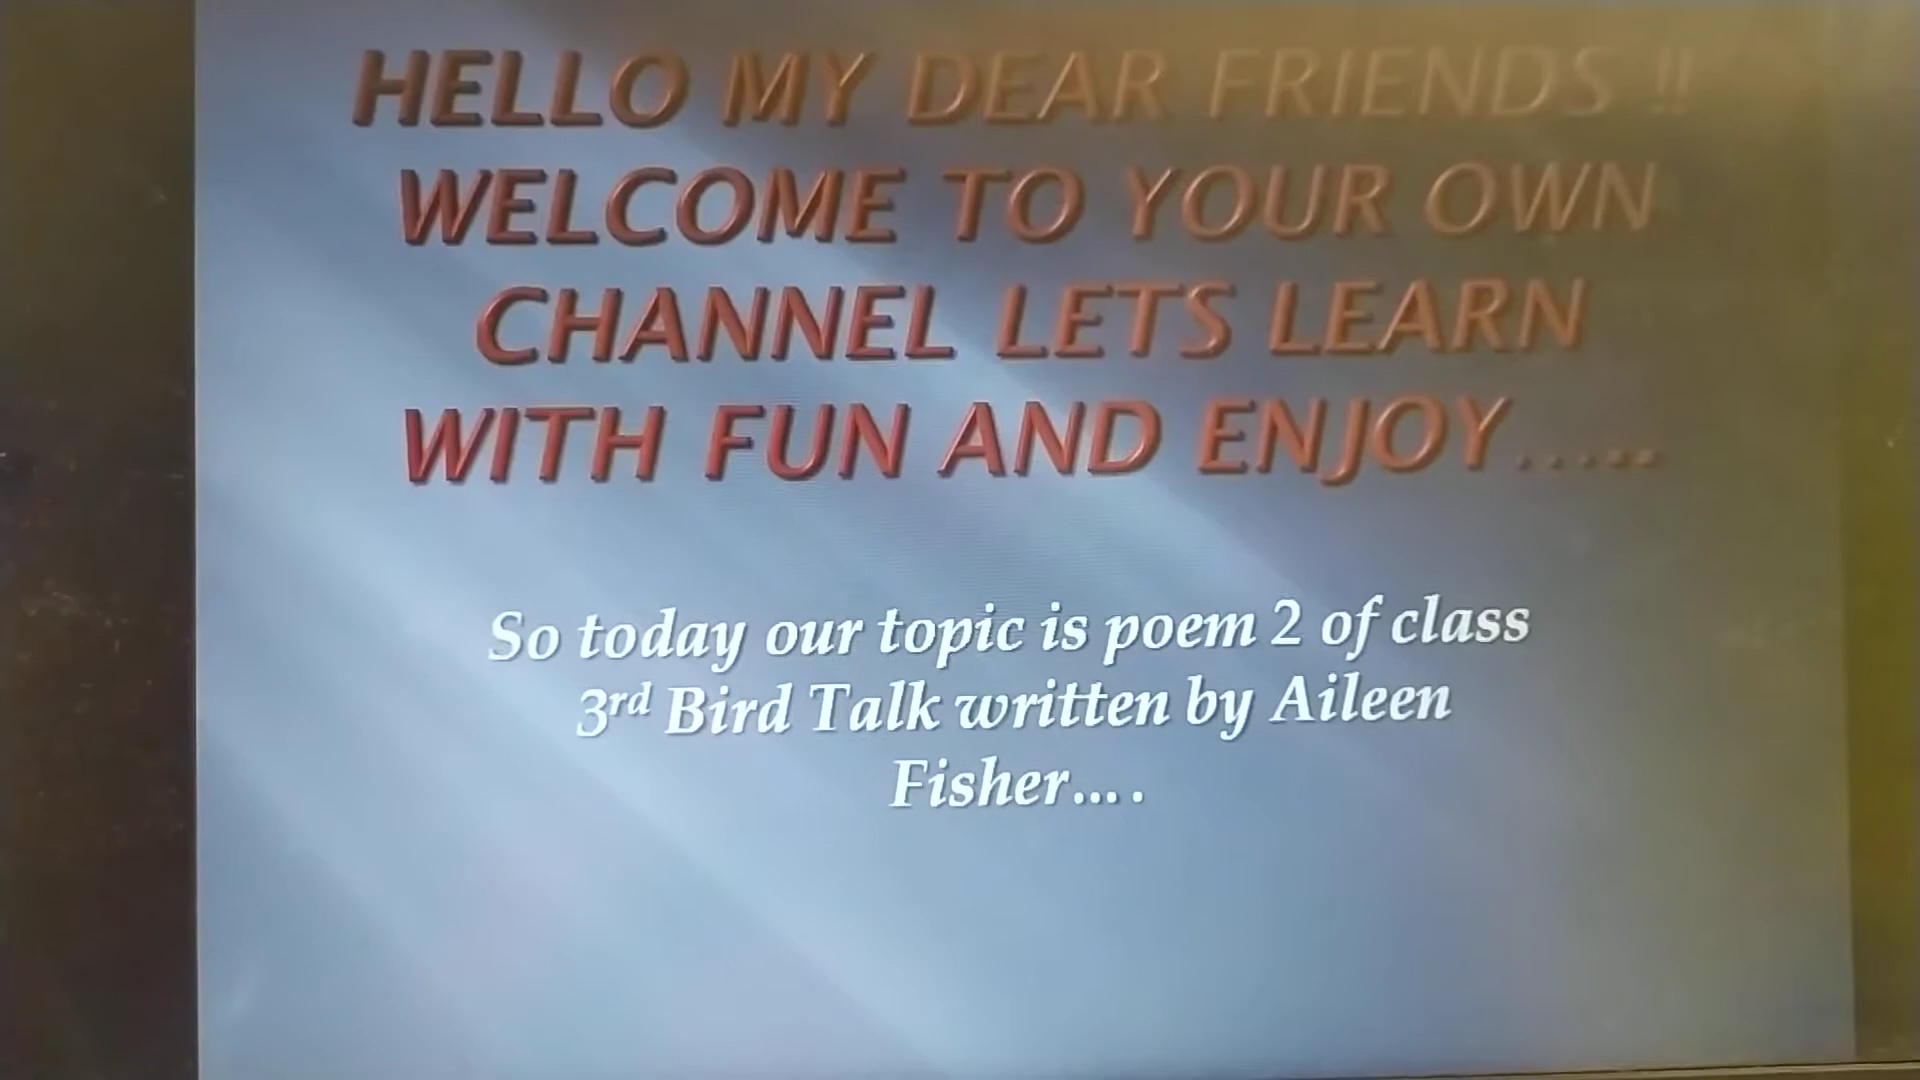 HELLO MY DEAR FRIENDS !!
WELCOME TO YOUR OWN
CHANNEL LETS LEARN
WITH FUN AND ENJOY.....
So today our topic is poem 2 of class
3rd Bird Talk written by Aileen
Fisher....